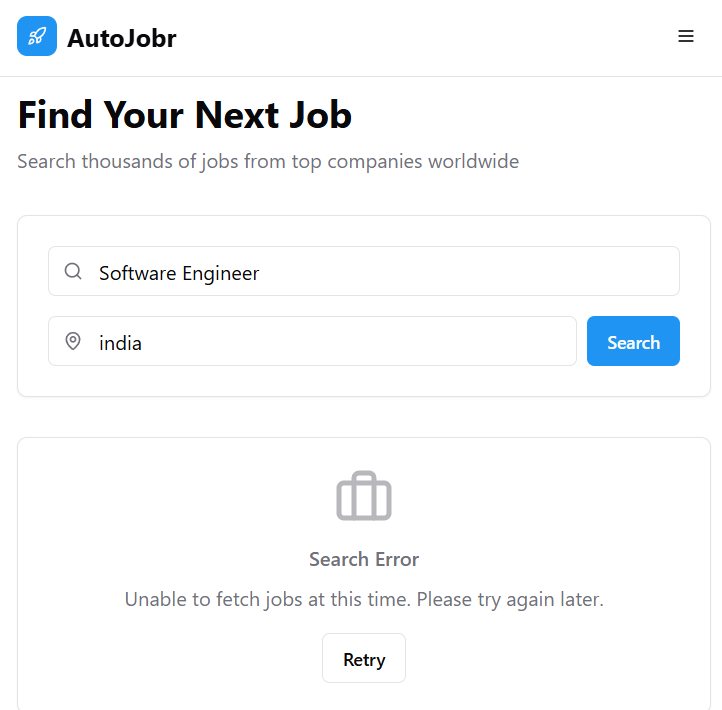 AutoJobr
Find Your Next Job
Search thousands of jobs from top companies worldwide
Software Engineer
india
Search
Search Error
Unable to fetch jobs at this time. Please try again later.
Retry